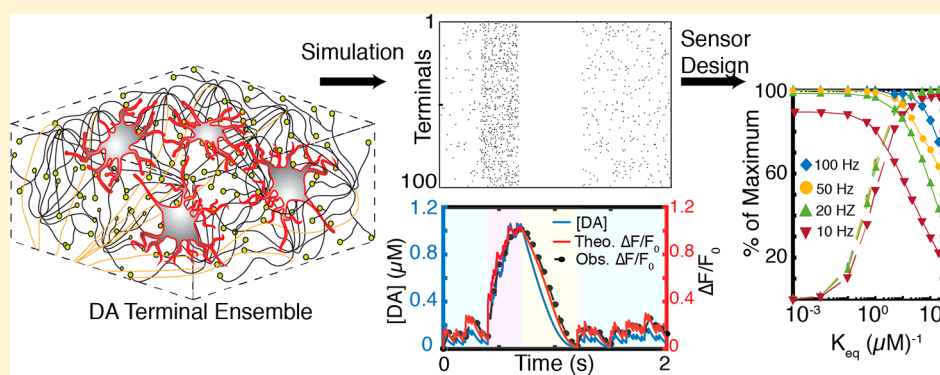 DA Terminal Ensemble
Simulation
1
Terminals
100
1.2
0.8
0.4
0
[DA] (µM)
[DA]
Theo. ΔF/F₀
Obs. ΔF/F₀
1.2
0.8
0.4
0
ΔF/F₀
0
Time (s)
2
Sensor
Design
100
60
20
% of Maximum
100 Hz
50 Hz
20 HZ
10 Hz
10⁻³
10⁰
K_eq (µM)⁻¹